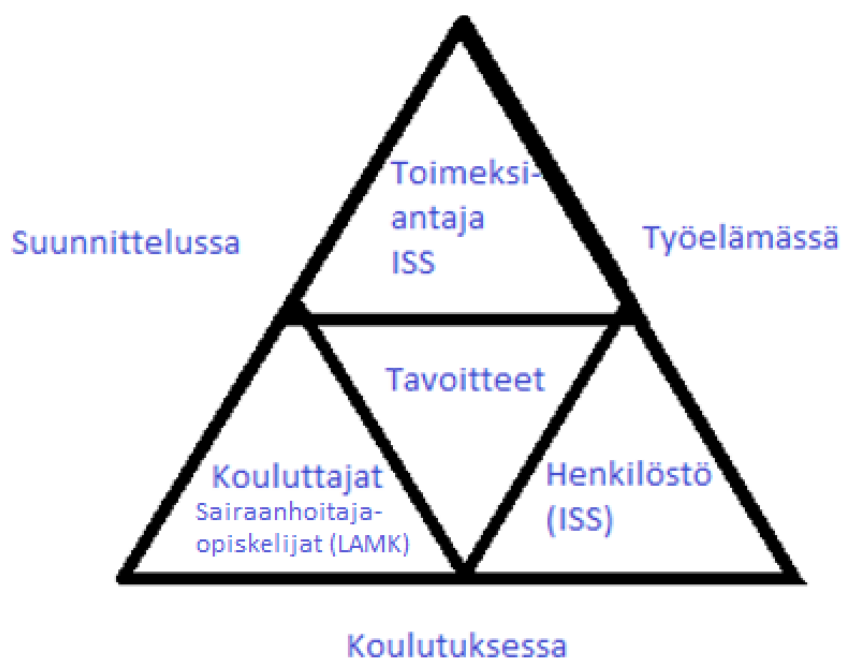 Toimeksi-
antaja
ISS
Suunnittelussa
Työelämässä
Tavoitteet
Kouluttajat
Sairaanhoitaja-
opiskelijat (LAMK)
Henkilöstö
(ISS)
Koulutuksessa